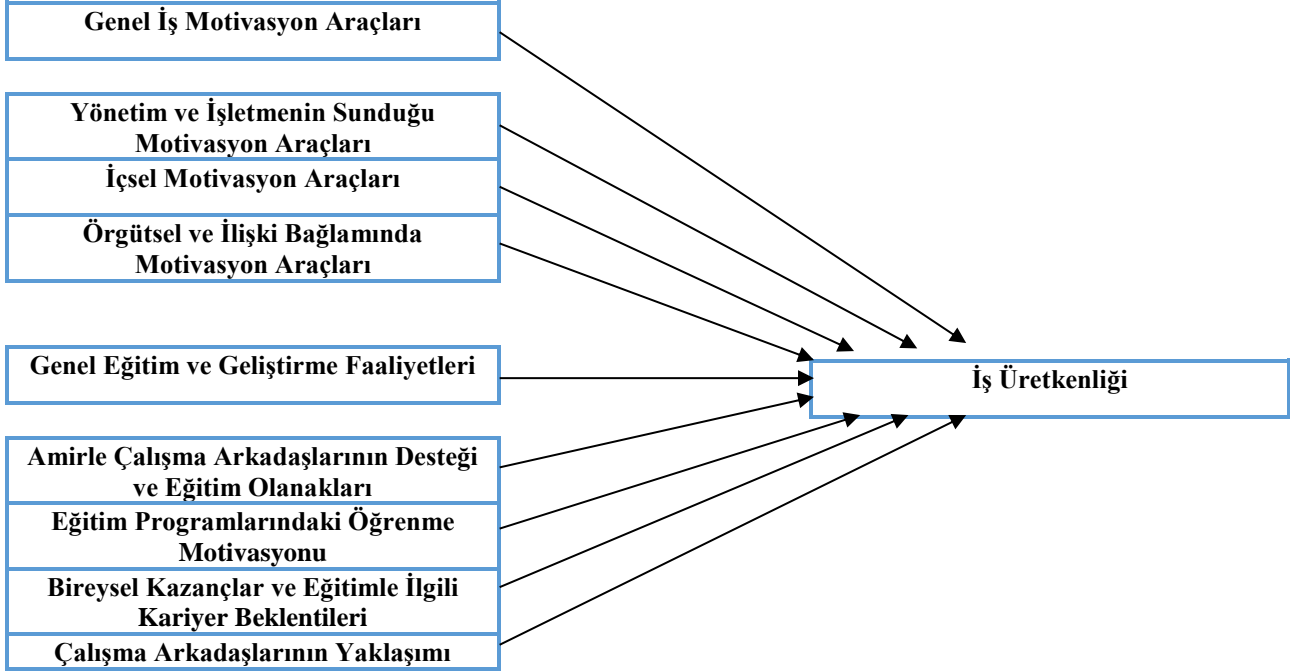 Genel İş Motivasyon Araçları
Yönetim ve İşletmenin Sunduğu
Motivasyon Araçları
İçsel Motivasyon Araçları
Örgütsel ve İlişki Bağlamında
Motivasyon Araçları
Genel Eğitim ve Geliştirme Faaliyetleri
İş Üretkenliği
Amirle Çalışma Arkadaşlarının Desteği
ve Eğitim Olanakları
Eğitim Programlarındaki Öğrenme
Motivasyonu
Bireysel Kazançlar ve Eğitimle İlgili
Kariyer Beklentileri
Çalışma Arkadaşlarının Yaklaşımı